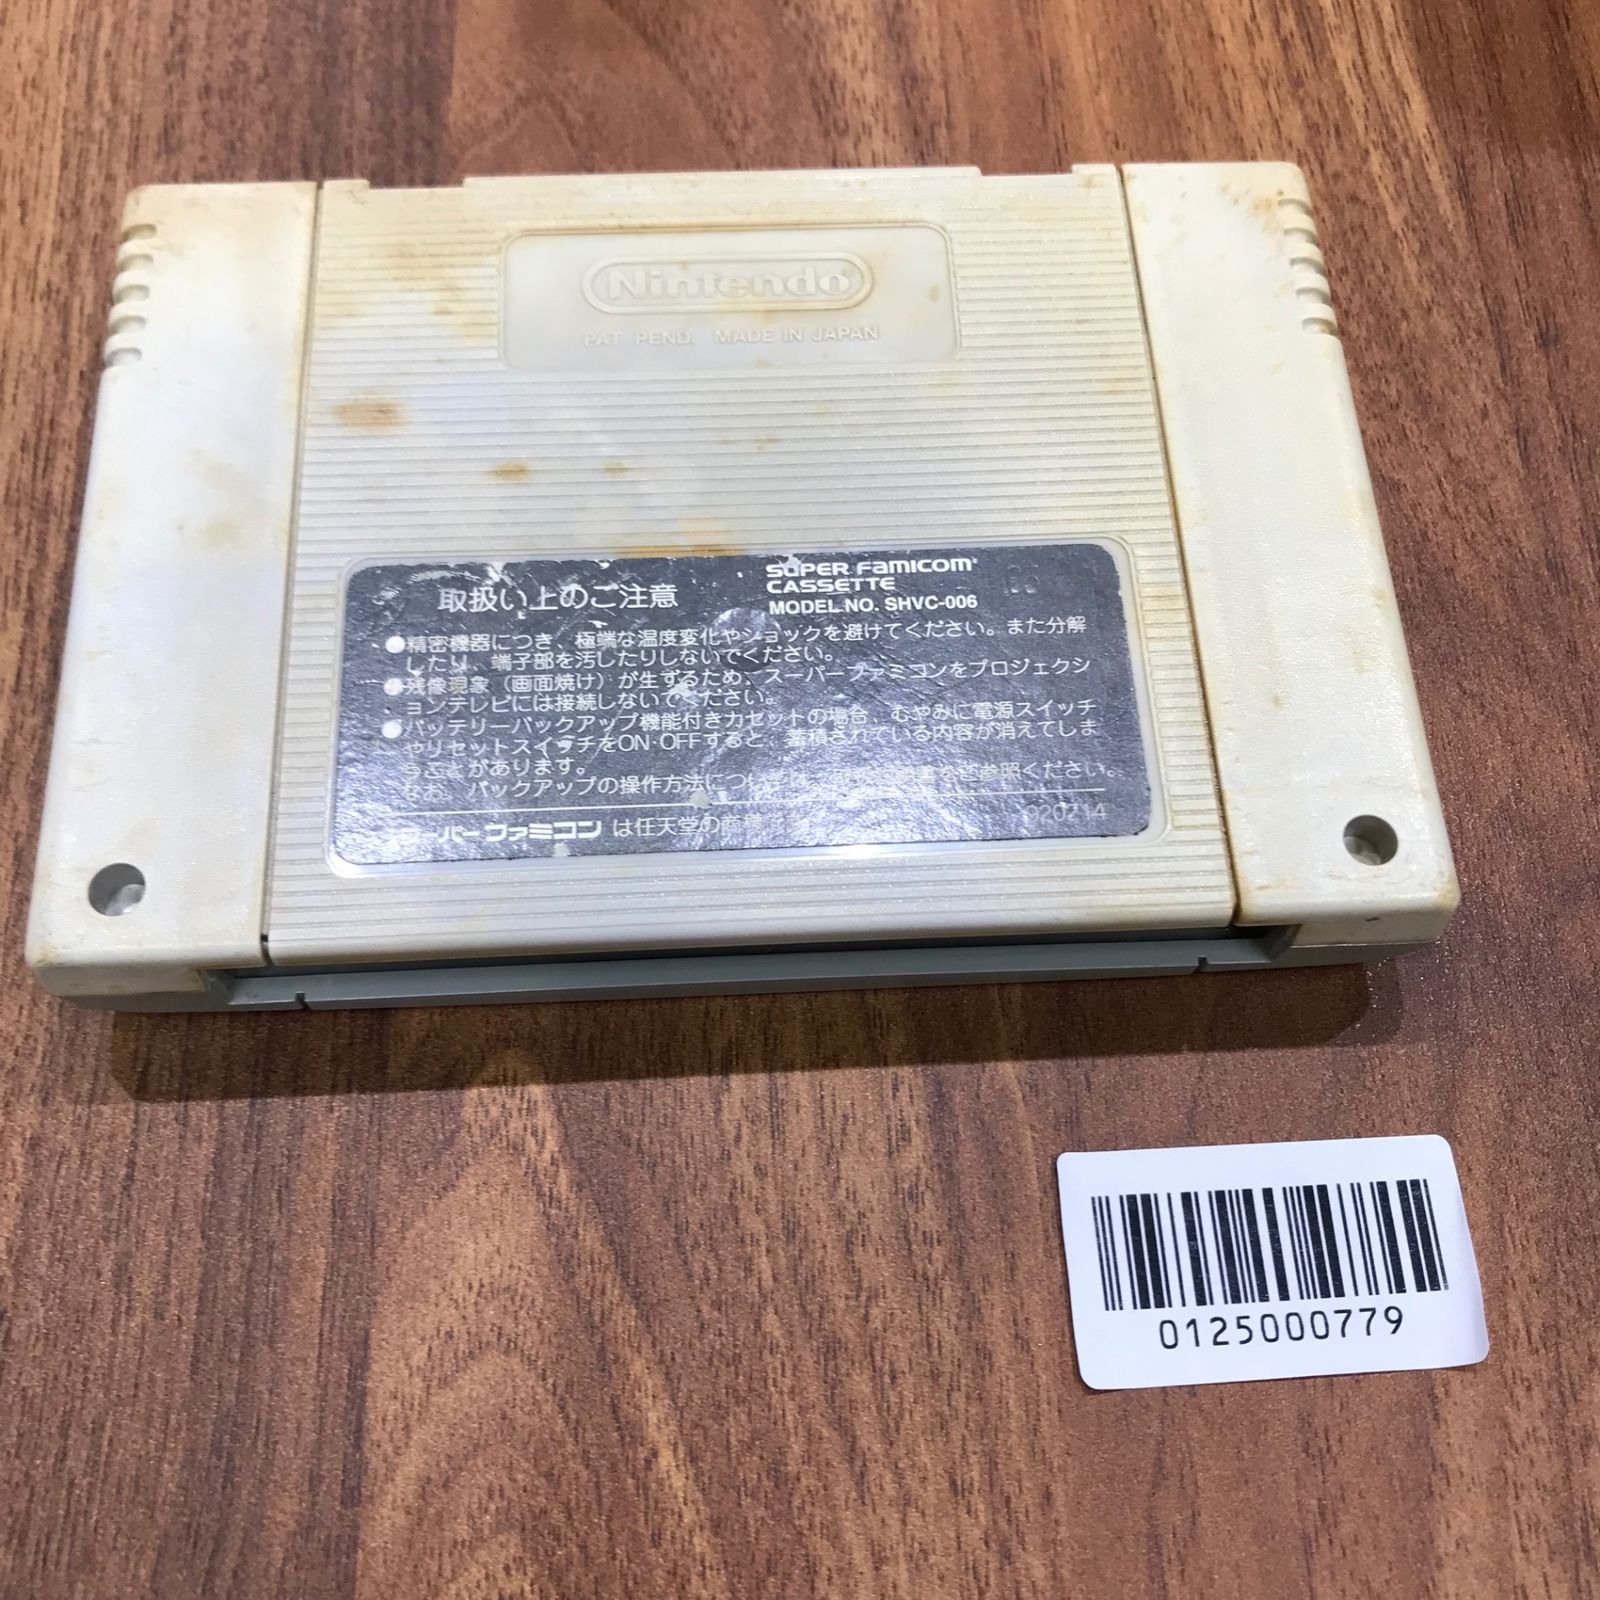 Nintendo
PAT. PEND. MADE IN JAPAN
取扱い上のご注意
SUPER FAMICOM
CASSETTE
MODEL NO. SHVC-006
●精密機器につき、極端な温度変化やショックを避けてください。また分解
したり、端子部を汚したりしないでください。
●残像現象（画面焼け）が生ずるため、スーパーファミコンをプロジェクシ
ョンテレビには接続しないでください。
●バッテリーバックアップ機能付きカセットの場合、むやみに電源スイッチ
やリセットスイッチをON・OFFすると、蓄積されている内容が消えてしま
うことがあります。
なお、バックアップの操作方法については、取扱説明書をご参照ください。
スーパーファミコンは任天堂の商標
920214
0125000779